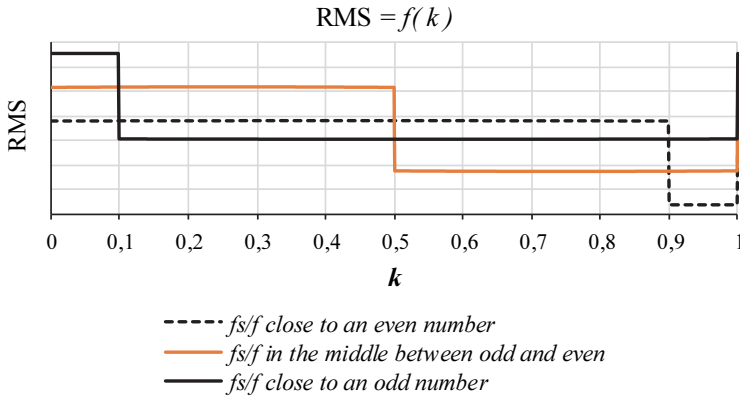 RMS = f( k )
RMS
0 0,1 0,2 0,3 0,4 0,5 0,6 0,7 0,8 0,9 1
k
fs/f close to an even number
fs/f in the middle between odd and even
fs/f close to an odd number